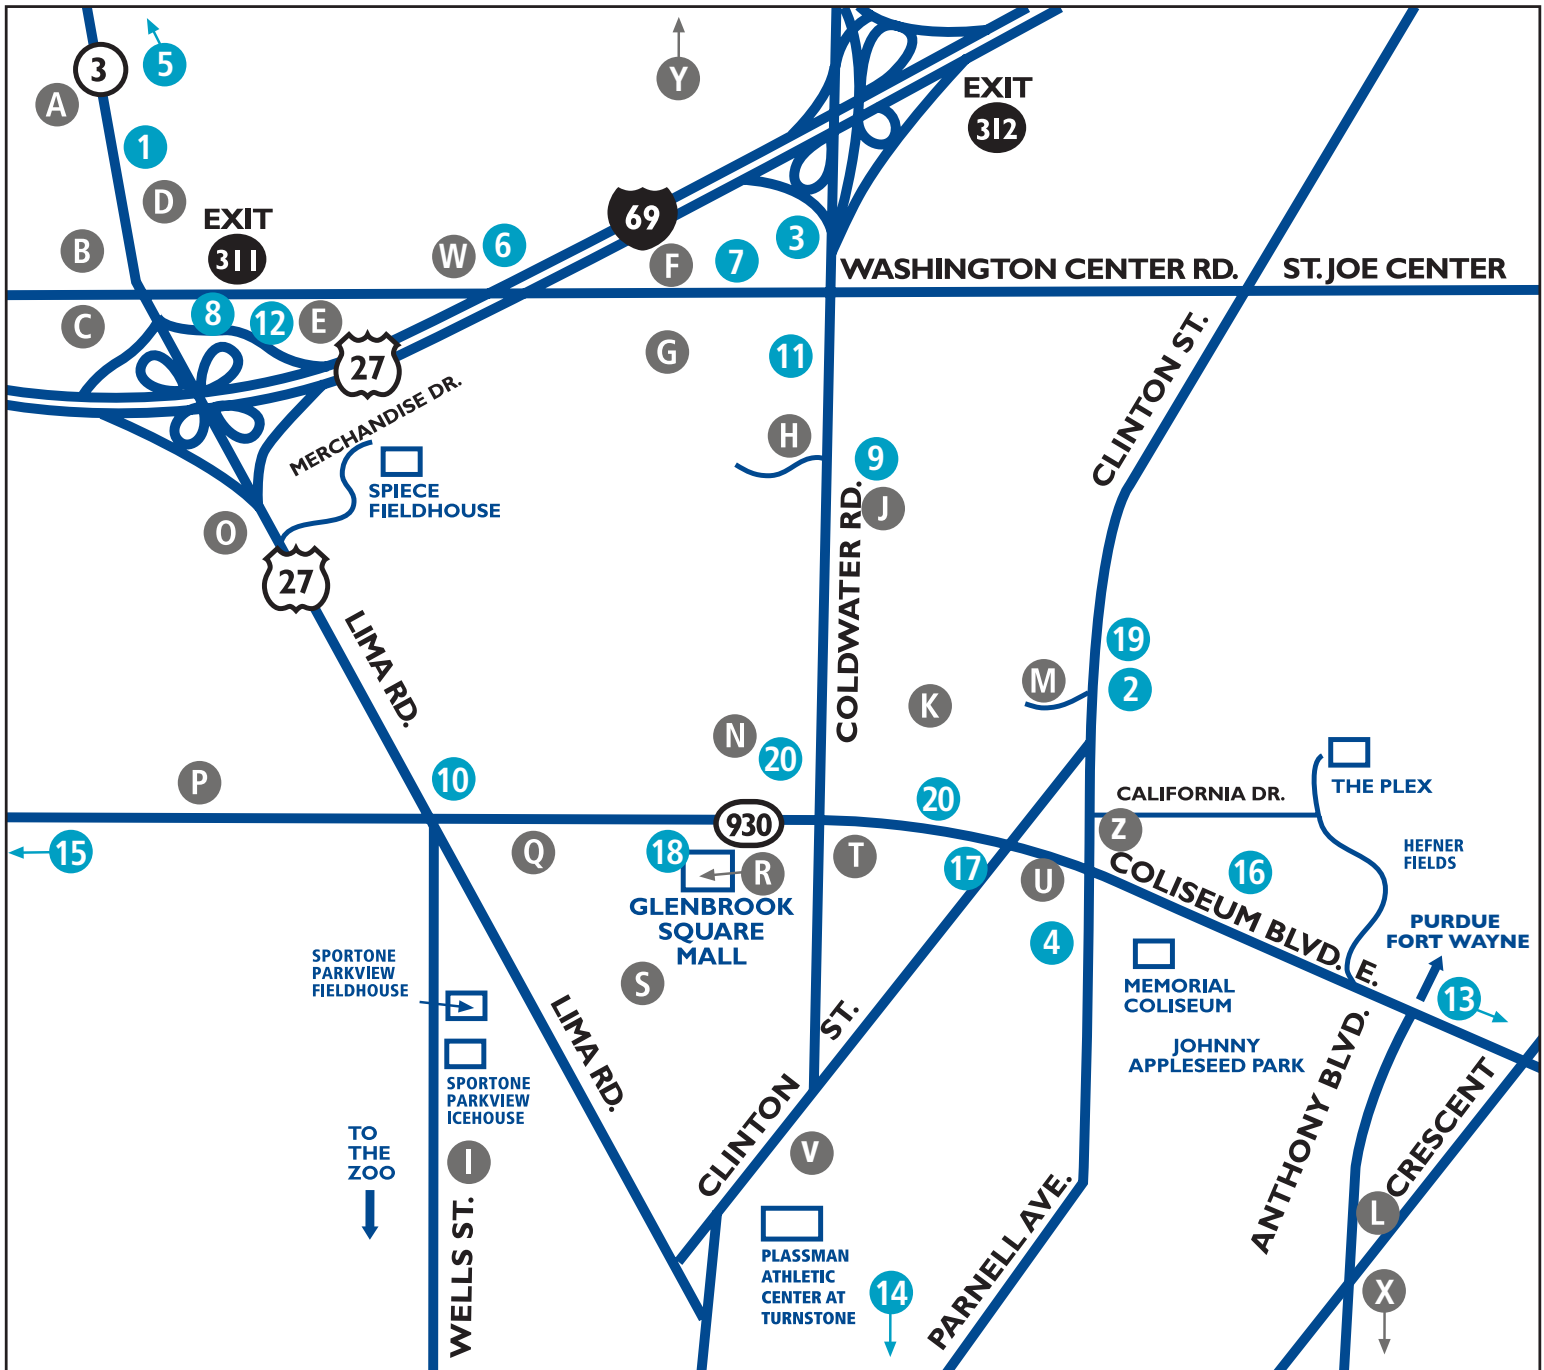 3
5
Y
A
EXIT
312
1
D
EXIT
311
69
B
W
6
F
7
3
WASHINGTON CENTER RD.
ST. JOE CENTER
C
8
12
E
27
G
11
MERCHANDISE DR.
CLINTON ST.
H
9
SPIECE
FIELDHOUSE
J
O
27
COLDWATER RD.
LIMA RD.
19
M
2
K
N
20
THE PLEX
P
10
20
CALIFORNIA DR.
930
Z
15
Q
18
R
T
17
U
COLISEUM BLVD. E.
16
HEFNER
FIELDS
GLENBROOK
SQUARE
MALL
4
PURDUE
FORT WAYNE
SPORTONE
PARKVIEW
FIELDHOUSE
S
MEMORIAL
COLISEUM
13
LIMA RD.
CLINTON ST.
JOHNNY
APPLESEED PARK
ANTHONY BLVD.
CRESCENT
SPORTONE
PARKVIEW
ICEHOUSE
TO
THE
ZOO
I
V
WELLS ST.
L
PLASSMAN
ATHLETIC
CENTER AT
TURNSTONE
14
PARNELL AVE.
X